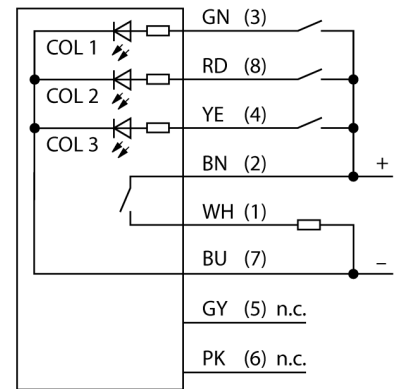 GN (3)
COL 1
RD (8)
COL 2
YE (4)
COL 3
BN (2)
+
WH (1)
BU (7)
–
GY (5) n.c.
PK (6) n.c.